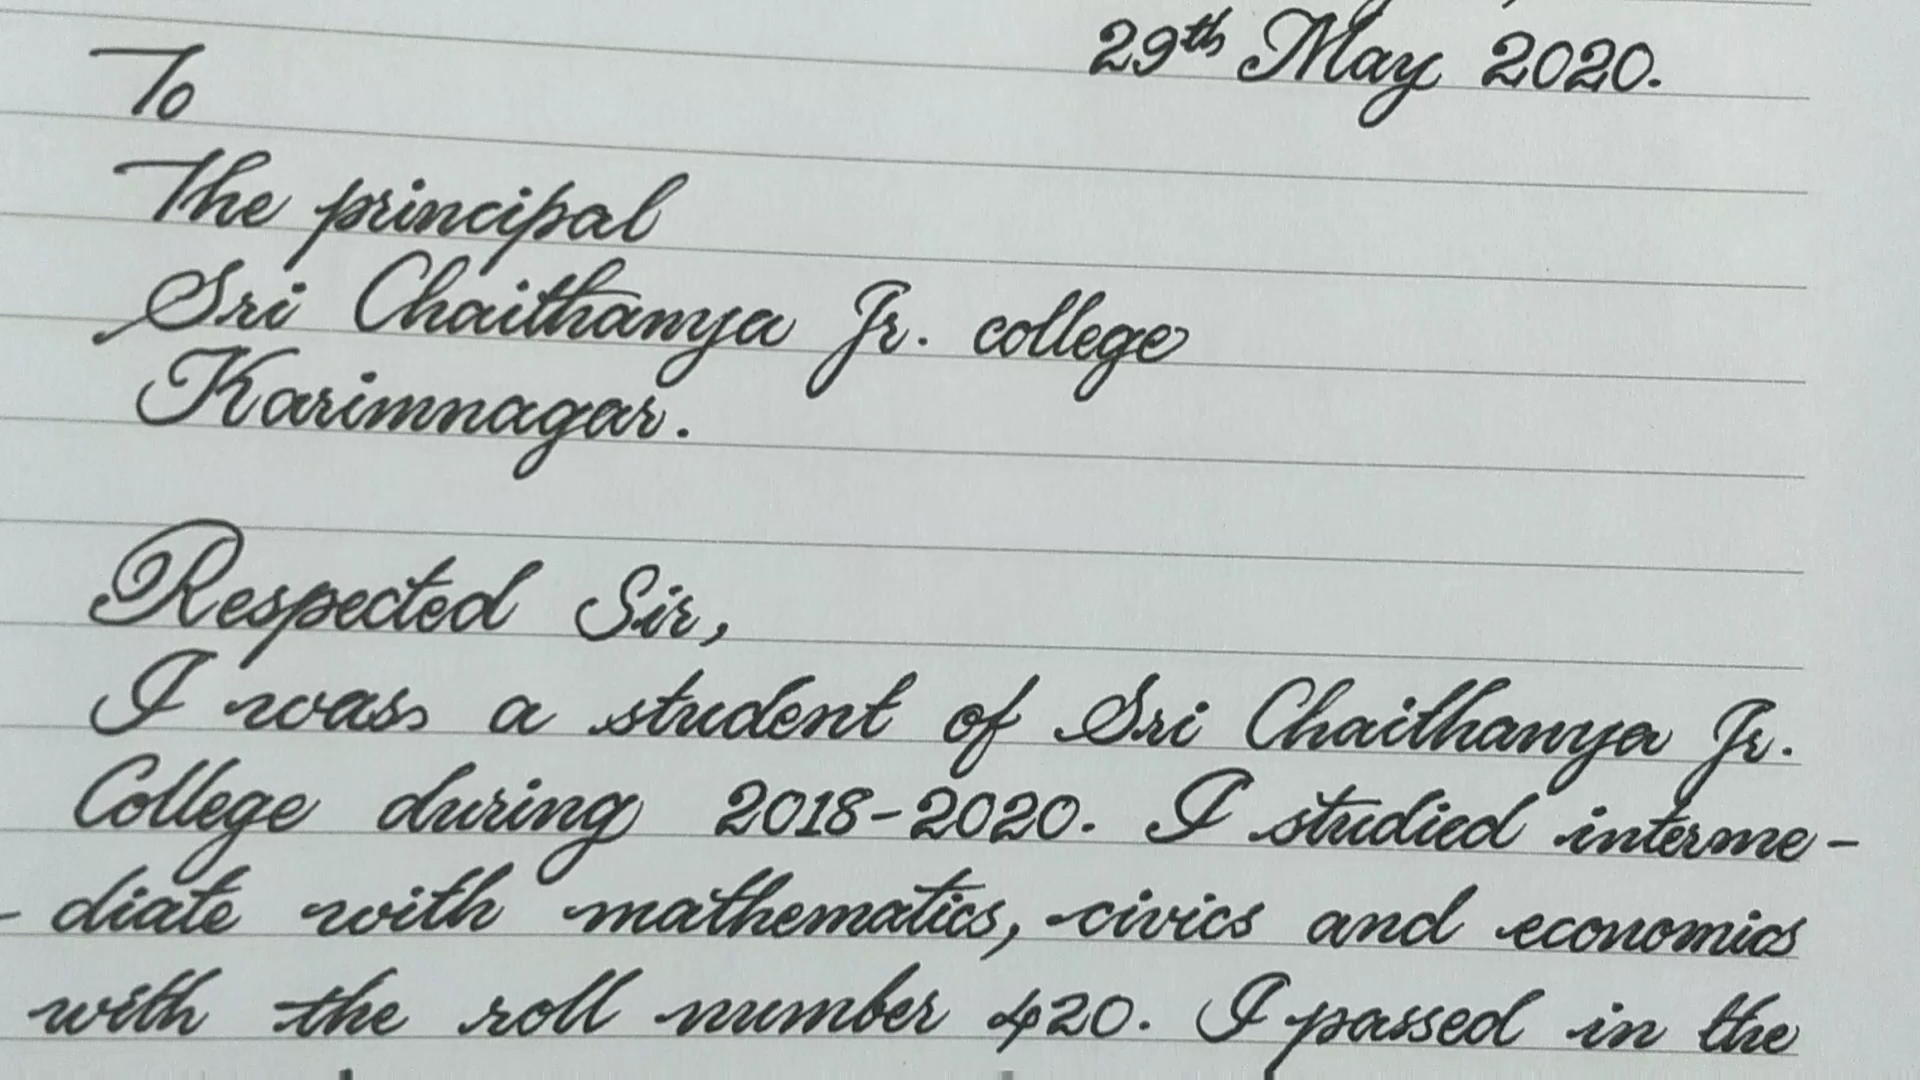 29th May 2020.
To
The principal
Sri Chaithanya Jr. college
Karimnagar.
Respected Sir,
I was a student of Sri Chaithanya Jr.
College during 2018-2020. I studied interme-
-diate with mathematics, civics and economics
with the roll number 420. I passed in the